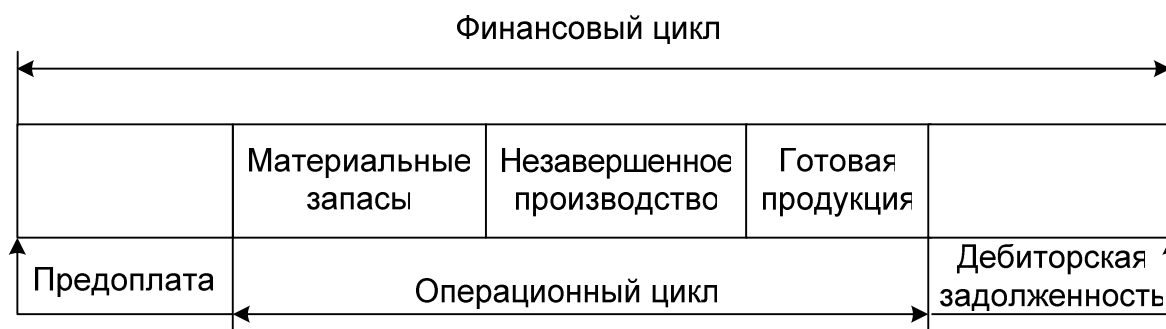 Финансовый цикл
Материальные
запасы
Незавершенное
производство
Готовая
продукция
Предоплата
Операционный цикл
Дебиторская
задолженность